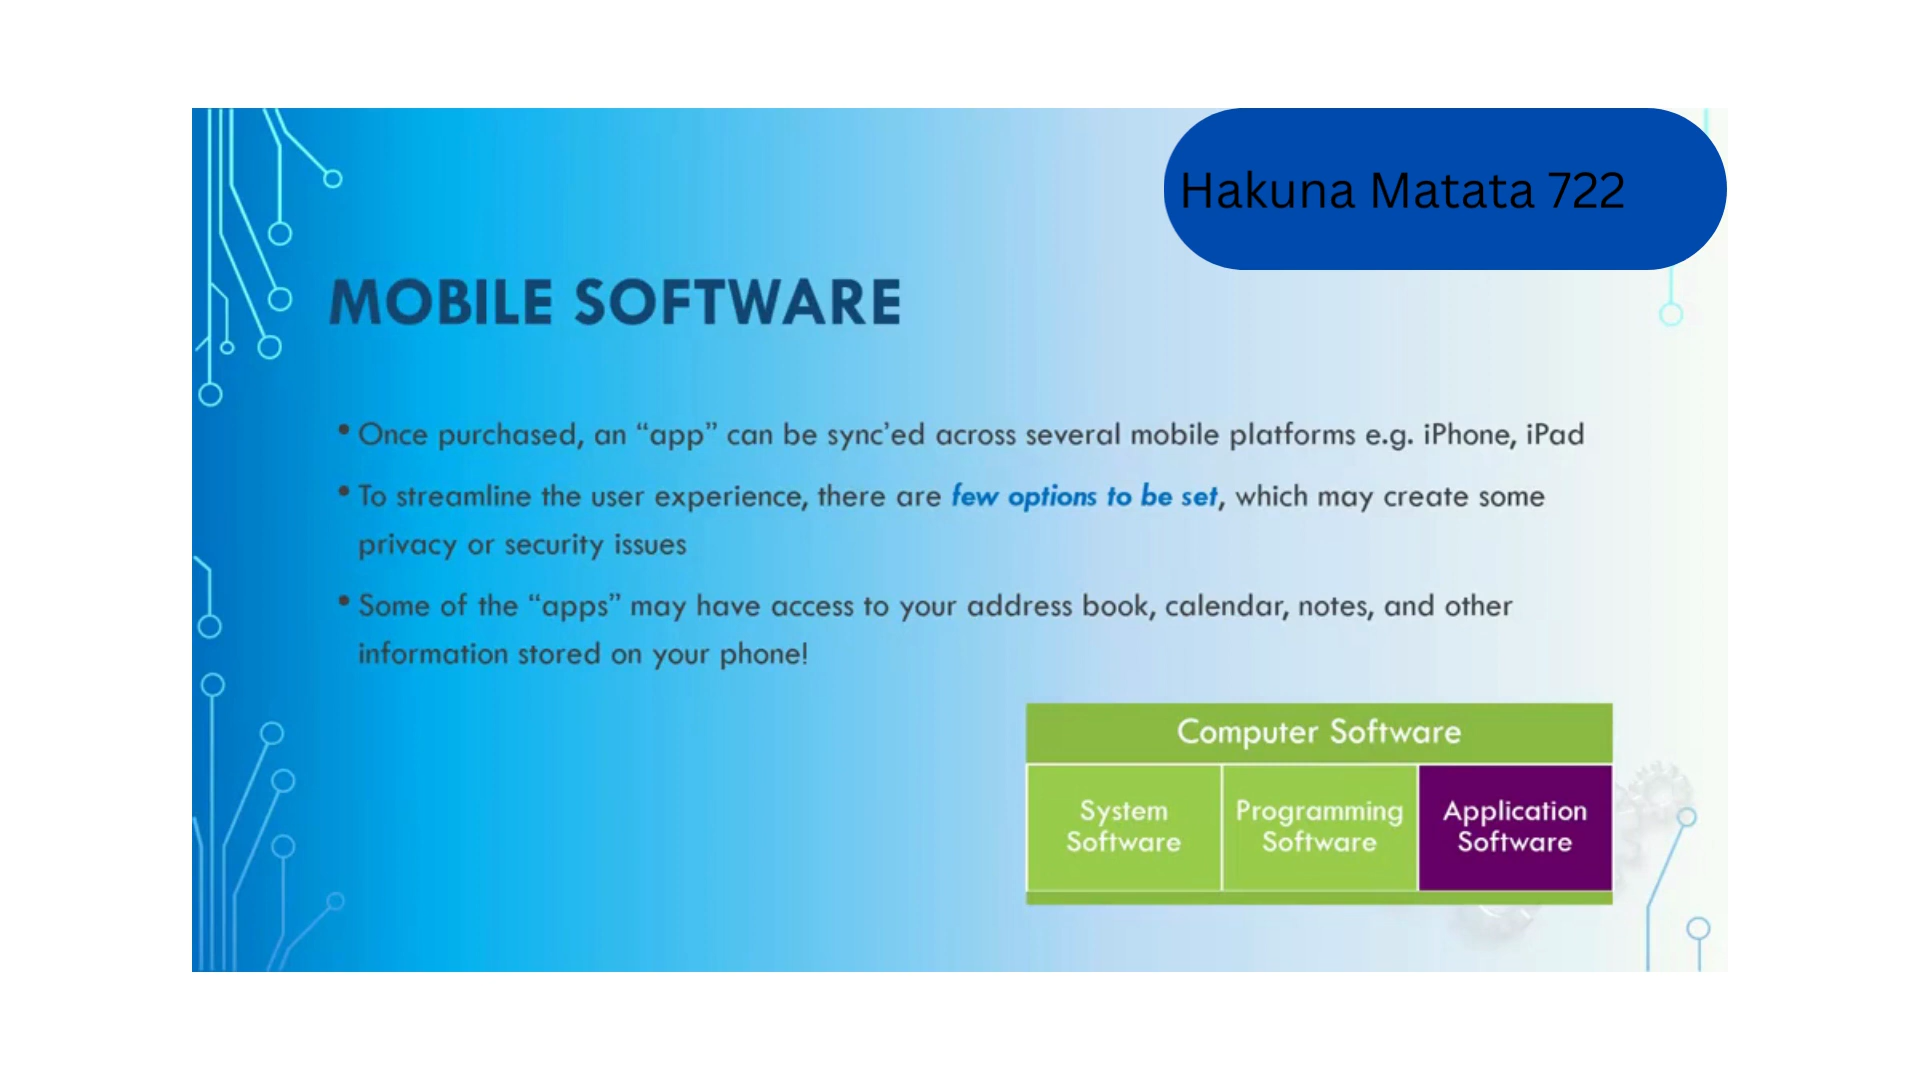 Hakuna Matata 722
MOBILE SOFTWARE
• Once purchased, an “app” can be sync’ed across several mobile platforms e.g. iPhone, iPad
• To streamline the user experience, there are few options to be set, which may create some
privacy or security issues
• Some of the “apps” may have access to your address book, calendar, notes, and other
information stored on your phone!
Computer Software
System
Software
Programming
Software
Application
Software